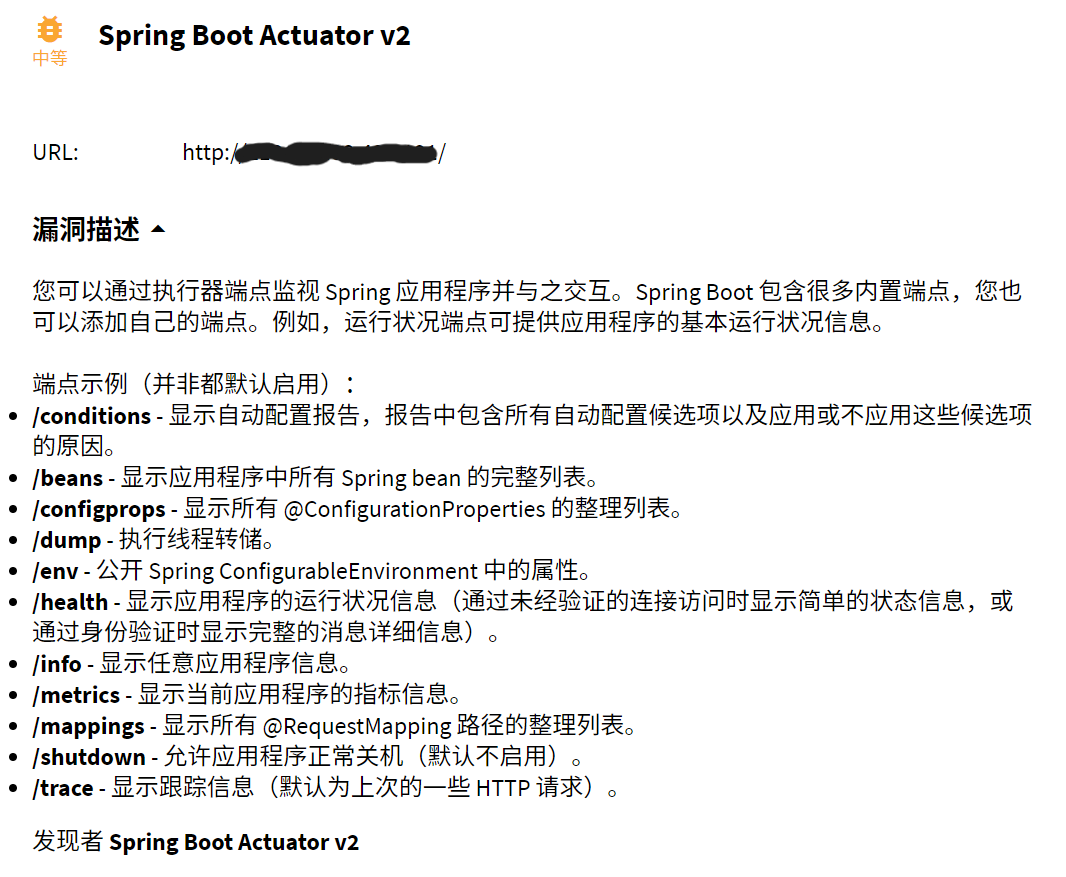 Spring Boot Actuator v2
中等
URL:
http:/
/
漏洞描述
您可以通过执行器端点监视 Spring 应用程序并与之交互。Spring Boot 包含很多内置端点，您也
可以添加自己的端点。例如，运行状况端点可提供应用程序的基本运行状况信息。
端点示例（并非都默认启用）：
/conditions - 显示自动配置报告，报告中包含所有自动配置候选项以及应用或不应用这些候选项
的原因。
/beans - 显示应用程序中所有 Spring bean 的完整列表。
/configprops - 显示所有 @ConfigurationProperties 的整理列表。
/dump - 执行线程转储。
/env - 公开 Spring ConfigurableEnvironment 中的属性。
/health - 显示应用程序的运行状况信息（通过未经验证的连接访问时显示简单的状态信息，或
通过身份验证时显示完整的消息详细信息）。
/info - 显示任意应用程序信息。
/metrics - 显示当前应用程序的指标信息。
/mappings - 显示所有 @RequestMapping 路径的整理列表。
/shutdown - 允许应用程序正常关机（默认不启用）。
/trace - 显示跟踪信息（默认为上次的一些 HTTP 请求）。
发现者 Spring Boot Actuator v2